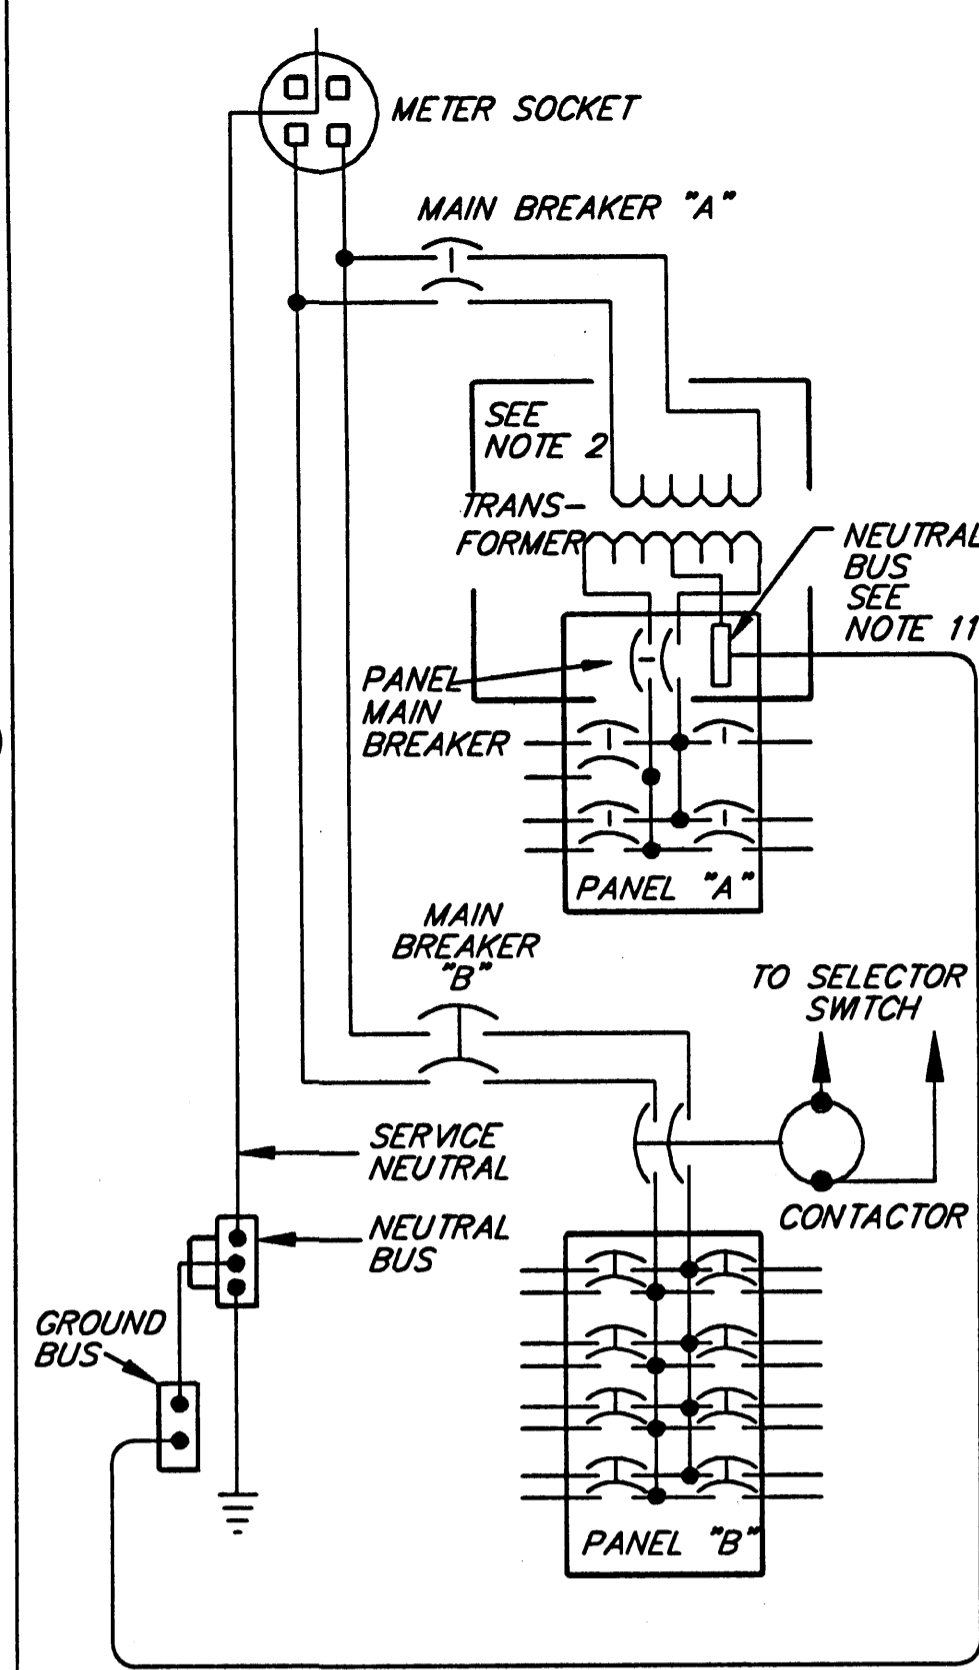 METER SOCKET
MAIN BREAKER "A"
SEE
NOTE 2
TRANS-
FORMER
NEUTRAL
BUS
SEE
NOTE 11
PANEL
MAIN
BREAKER
PANEL "A"
MAIN
BREAKER
"B"
TO SELECTOR
SWITCH
SERVICE
NEUTRAL
CONTACTOR
NEUTRAL
BUS
GROUND
BUS
PANEL "B"